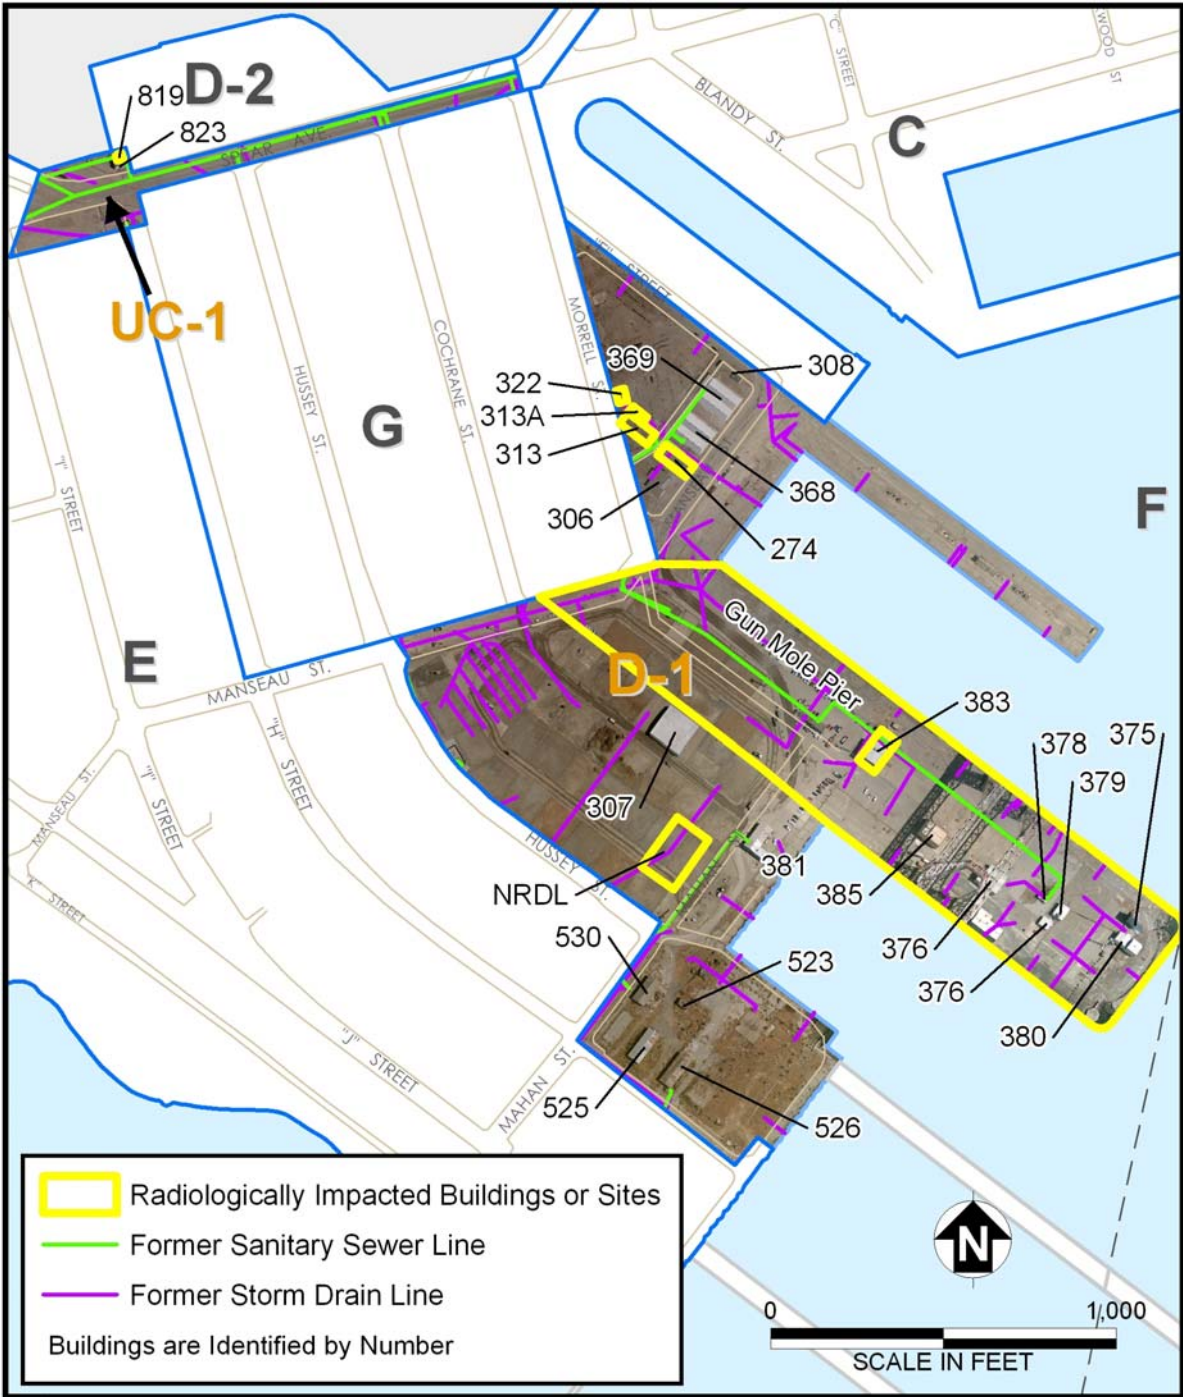 "C" STREET
KWOOD ST
D-2
819
823
BLANDY ST.
C
SPEAR AVE.
UC-1
"E" STREET
MORRELL ST.
COCHRANE ST.
HUSSEY ST.
G
369
308
322
313A
313
306
368
274
F
"I" STREET
E
MANSEAU ST.
Gun Mole Pier
D-1
383
378
375
379
307
381
385
NRDL
HUSSEY ST.
"H" STREET
MANSEAU ST.
"I" STREET
"K" STREET
530
523
376
376
380
"J" STREET
MAHAN ST.
525
526
Radiologically Impacted Buildings or Sites
Former Sanitary Sewer Line
Former Storm Drain Line
Buildings are Identified by Number
N
0 1,000
SCALE IN FEET